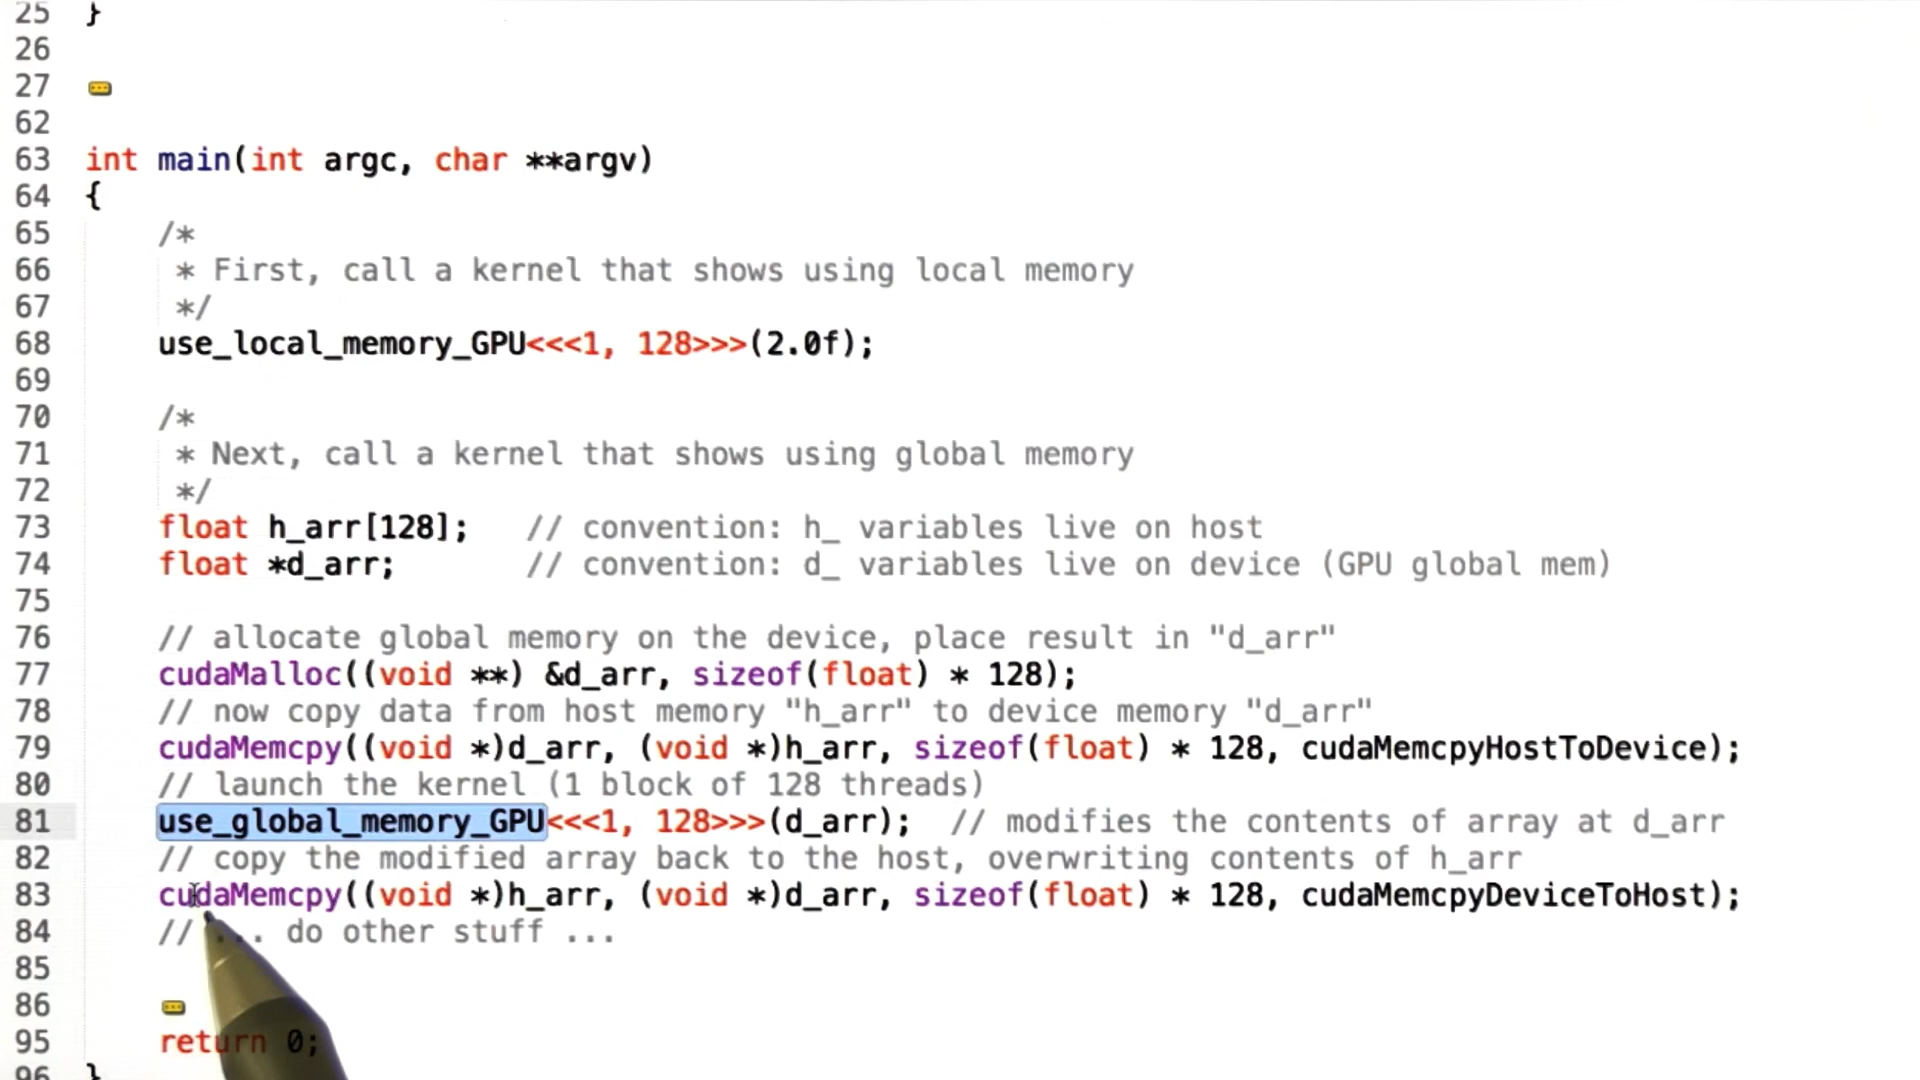 25 }
26
27
62
63 int main(int argc, char **argv)
64 {
65 /*
66 * First, call a kernel that shows using local memory
67 */
68 use_local_memory_GPU<<<1, 128>>>(2.0f);
69
70 /*
71 * Next, call a kernel that shows using global memory
72 */
73 float h_arr[128]; // convention: h_ variables live on host
74 float *d_arr; // convention: d_ variables live on device (GPU global mem)
75
76 // allocate global memory on the device, place result in "d_arr"
77 cudaMalloc((void **) &d_arr, sizeof(float) * 128);
78 // now copy data from host memory "h_arr" to device memory "d_arr"
79 cudaMemcpy((void *)d_arr, (void *)h_arr, sizeof(float) * 128, cudaMemcpyHostToDevice);
80 // launch the kernel (1 block of 128 threads)
81 use_global_memory_GPU<<<1, 128>>>(d_arr); // modifies the contents of array at d_arr
82 // copy the modified array back to the host, overwriting contents of h_arr
83 cudaMemcpy((void *)h_arr, (void *)d_arr, sizeof(float) * 128, cudaMemcpyDeviceToHost);
84 // ... do other stuff ...
85
86
95 return 0;
96 }